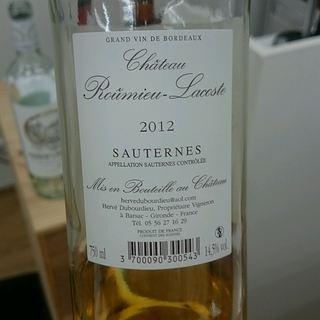 GRAND VIN DE BORDEAUX
Château
Roûmieu-Lacoste
2012
SAUTERNES
APPELLATION SAUTERNES CONTRÔLÉE
Mis en Bouteille au Château
hervedubourdieu@aol.com
Hervé Dubourdieu, Propriétaire Vigneron
à Barsac - Gironde - France
Tél. 05 56 27 16 29
PRODUIT DE FRANCE
750 ml
14,5% vol.
3 700090 300543